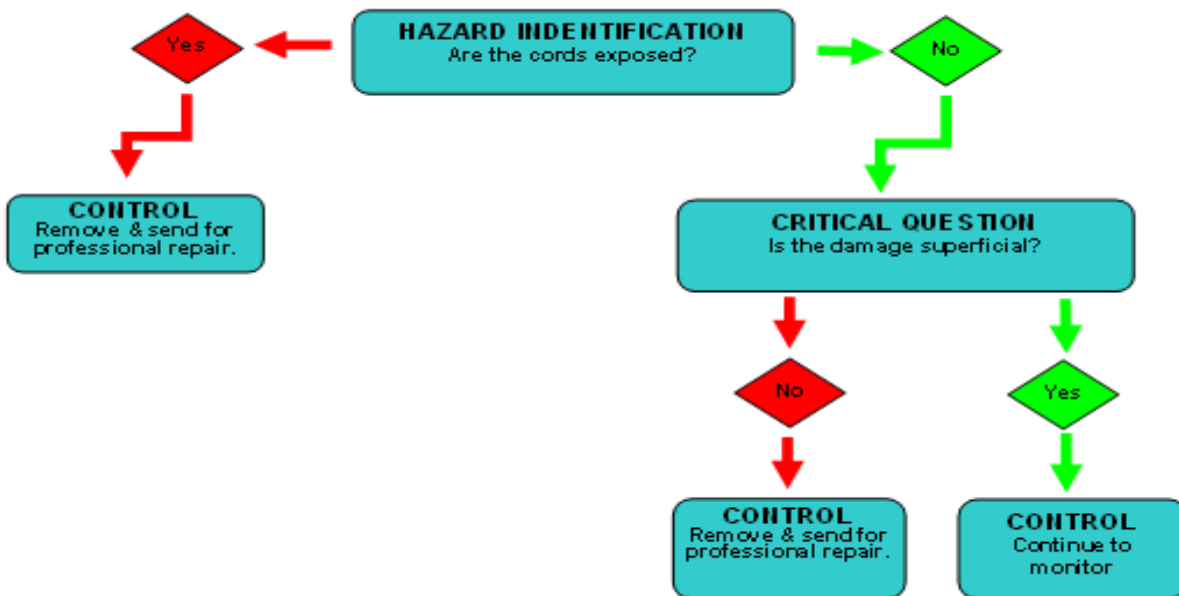 HAZARD INDENTIFICATION
Are the cords exposed?
Yes
No
CONTROL
Remove & send for
professional repair.
CRITICAL QUESTION
Is the damage superficial?
No
Yes
CONTROL
Remove & send for
professional repair.
CONTROL
Continue to
monitor